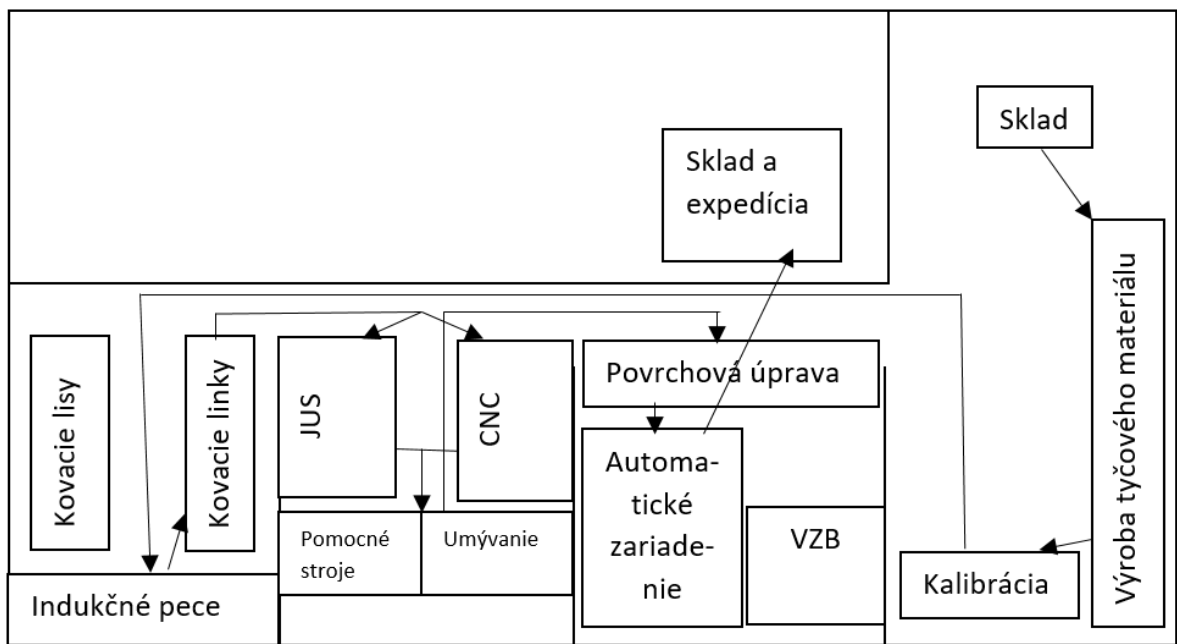 Sklad
Sklad a
expedícia
Výroba tyčového materiálu
Kovacie lisy
Kovacie linky
JUS
CNC
Povrchová úprava
Automa-
tické
zariade-
nie
VZB
Pomocné
stroje
Umývanie
Kalibrácia
Indukčné pece